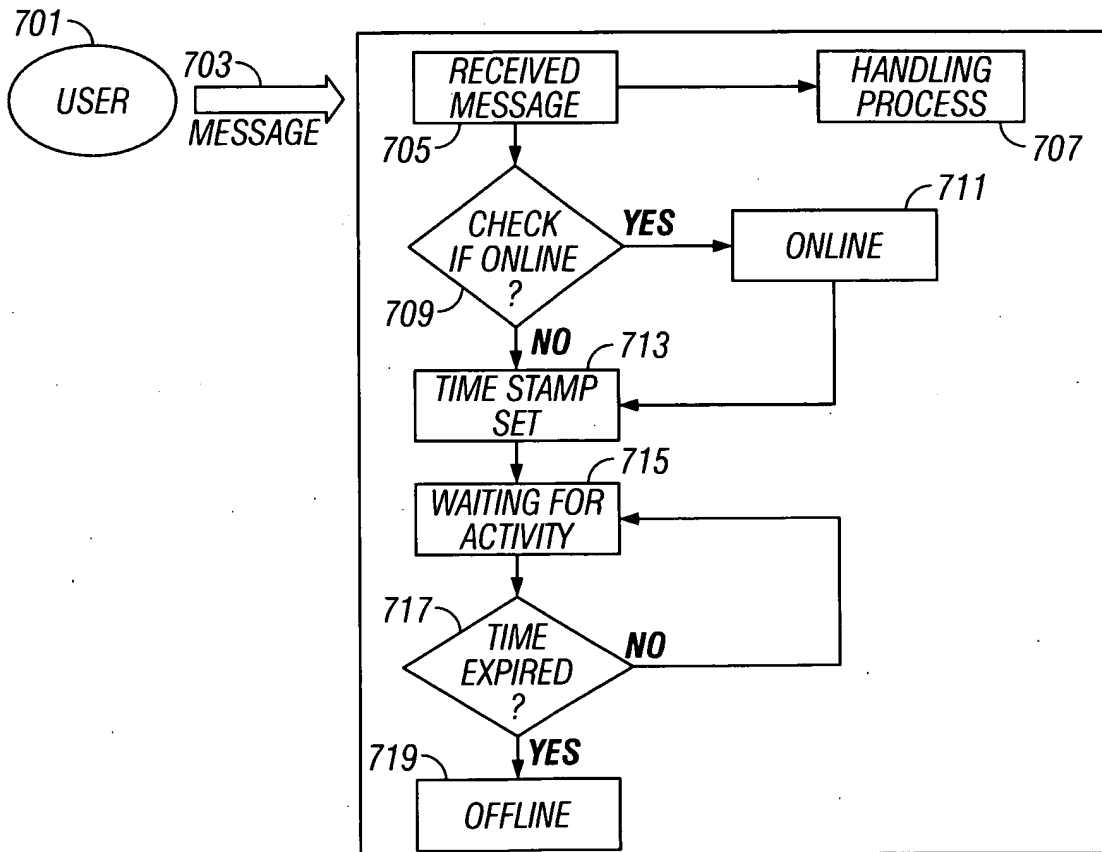 701
USER
703
MESSAGE
RECEIVED
MESSAGE
705
HANDLING
PROCESS
707
CHECK
IF ONLINE
?
709
YES
711
ONLINE
NO
713
TIME STAMP
SET
715
WAITING FOR
ACTIVITY
717
TIME
EXPIRED
?
NO
YES
719
OFFLINE